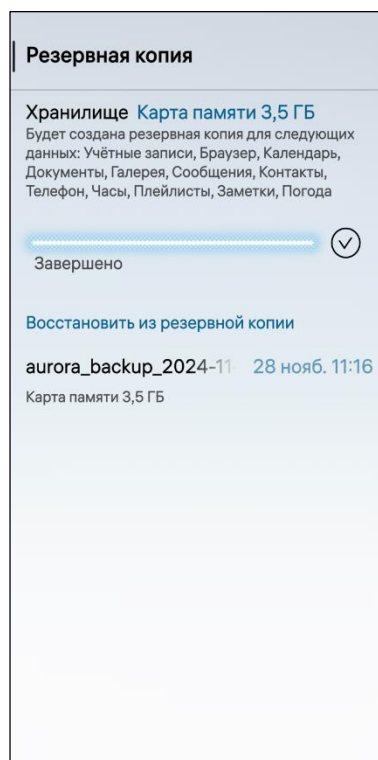 Резервная копия
Хранилище Карта памяти 3,5 ГБ
Будет создана резервная копия для следующих
данных: Учётные записи, Браузер, Календарь,
Документы, Галерея, Сообщения, Контакты,
Телефон, Часы, Плейлисты, Заметки, Погода
Завершено
Восстановить из резервной копии
aurora_backup_2024-11- 28 нояб. 11:16
Карта памяти 3,5 ГБ